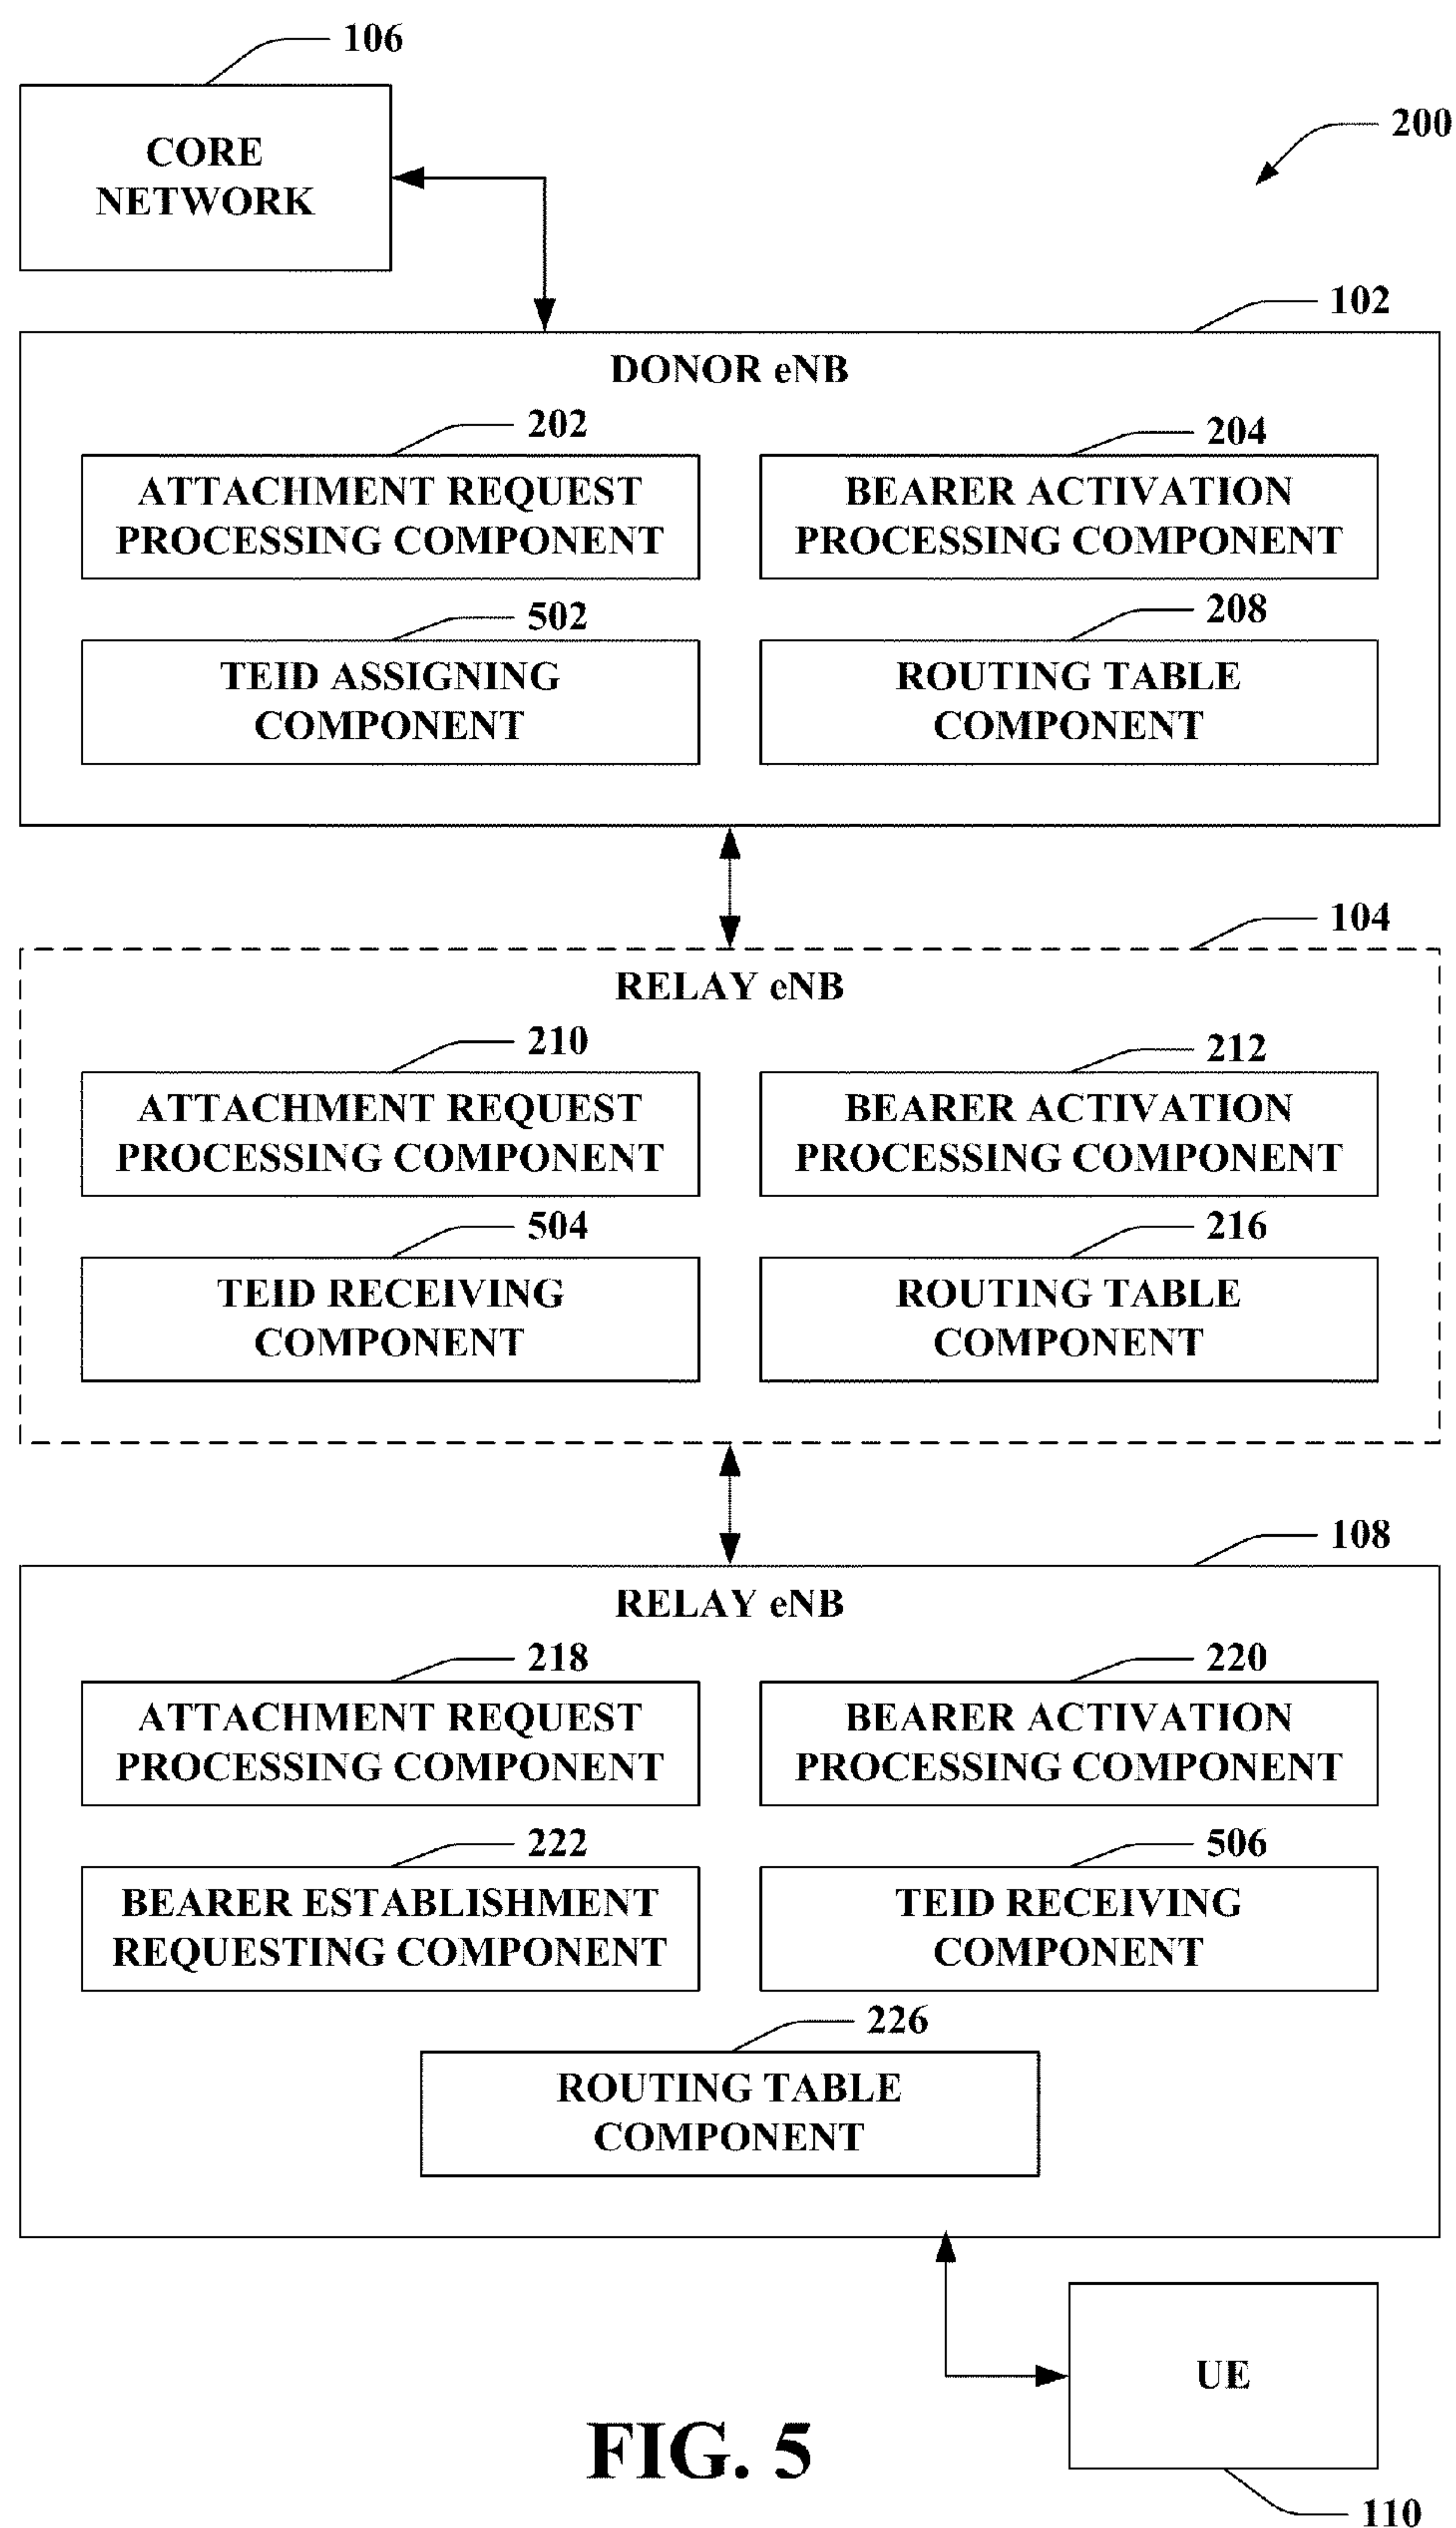 106
CORE
NETWORK
200
102
DONOR eNB
202
204
ATTACHMENT REQUEST
PROCESSING COMPONENT
BEARER ACTIVATION
PROCESSING COMPONENT
502
208
TEID ASSIGNING
COMPONENT
ROUTING TABLE
COMPONENT
104
RELAY eNB
210
212
ATTACHMENT REQUEST
PROCESSING COMPONENT
BEARER ACTIVATION
PROCESSING COMPONENT
504
216
TEID RECEIVING
COMPONENT
ROUTING TABLE
COMPONENT
108
RELAY eNB
218
220
ATTACHMENT REQUEST
PROCESSING COMPONENT
BEARER ACTIVATION
PROCESSING COMPONENT
222
506
BEARER ESTABLISHMENT
REQUESTING COMPONENT
TEID RECEIVING
COMPONENT
226
ROUTING TABLE
COMPONENT
UE
FIG. 5
110